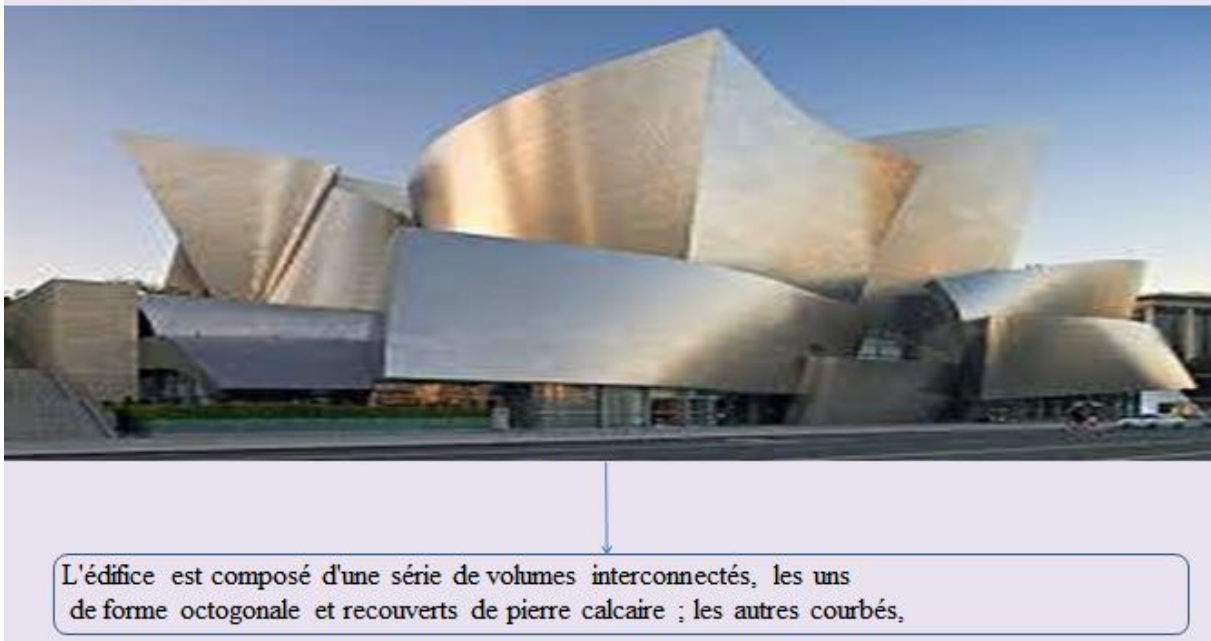 L'édifice est composé d'une série de volumes interconnectés, les uns
de forme octogonale et recouverts de pierre calcaire ; les autres courbés,